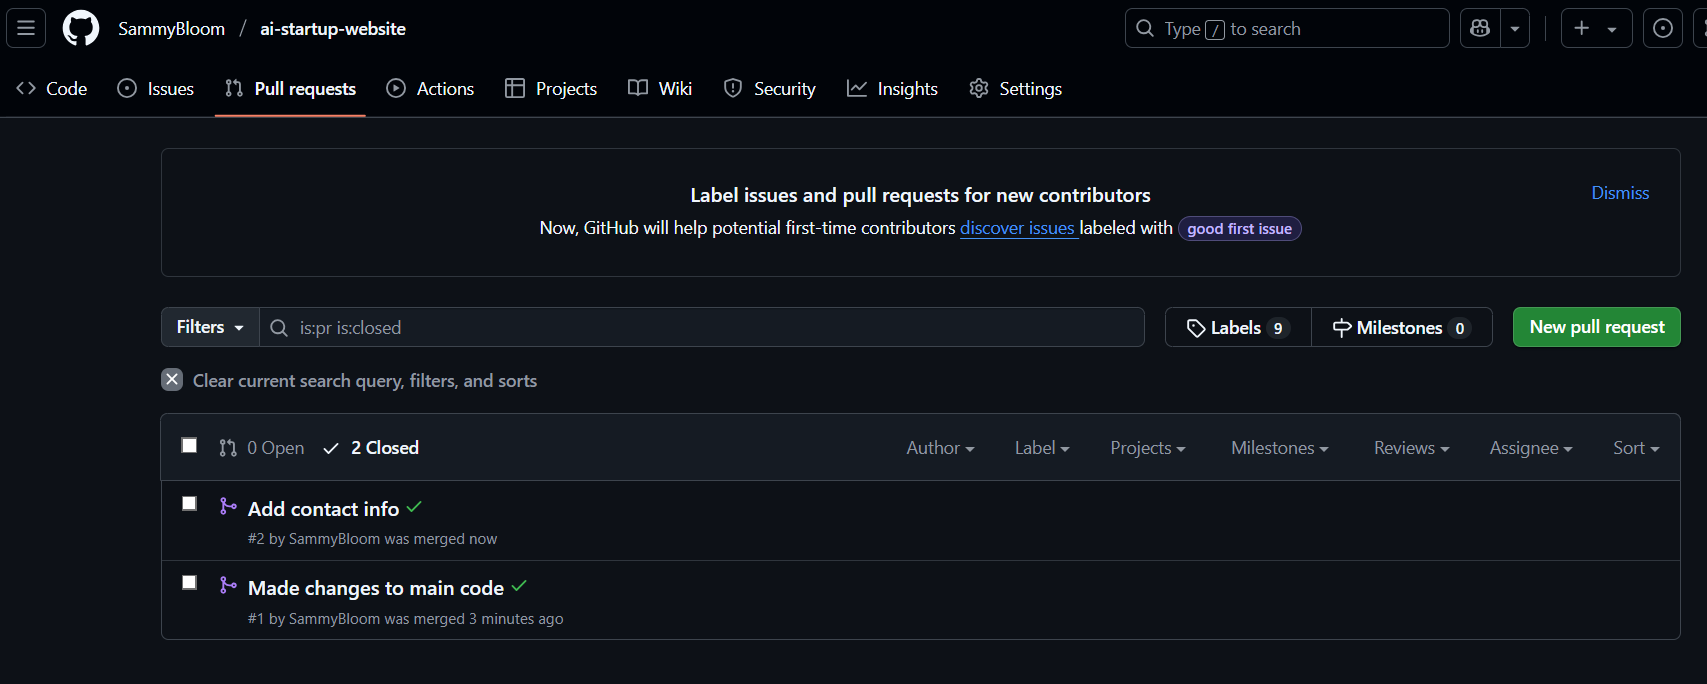 SammyBloom / ai-startup-website
Type / to search
Code Issues Pull requests Actions Projects Wiki Security Insights Settings
Label issues and pull requests for new contributors
Dismiss
Now, GitHub will help potential first-time contributors discover issues labeled with good first issue
Filters is:pr is:closed Labels 9 Milestones 0 New pull request
Clear current search query, filters, and sorts
0 Open 2 Closed Author Label Projects Milestones Reviews Assignee Sort
Add contact info
#2 by SammyBloom was merged now
Made changes to main code
#1 by SammyBloom was merged 3 minutes ago